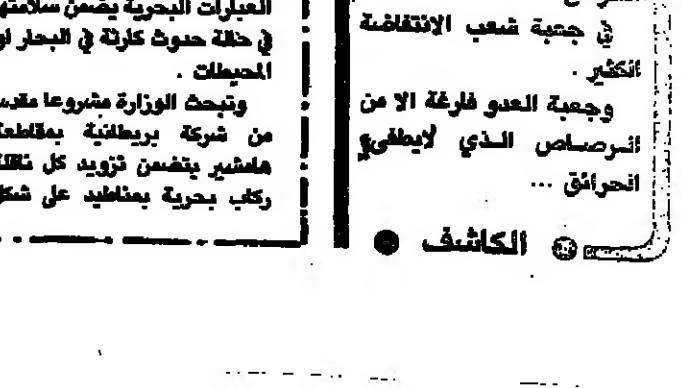 في جعبة شعب الانتفاضة
الكثير .
وجعبة العدو فارغة الا من
الرصاص الذي لايطفيء
الحرائق ...
الكاشف
العبارات البحرية يضمن سلامتها
في حالة حدوث كارثة في البحار او
المحيطات .
وتبحث الوزارة مشروعا مقدما
من شركة بريطانية بمقاطعة
هامشير يتضمن تزويد كل ناقلة
ركاب بحرية بمناطيد على شكل